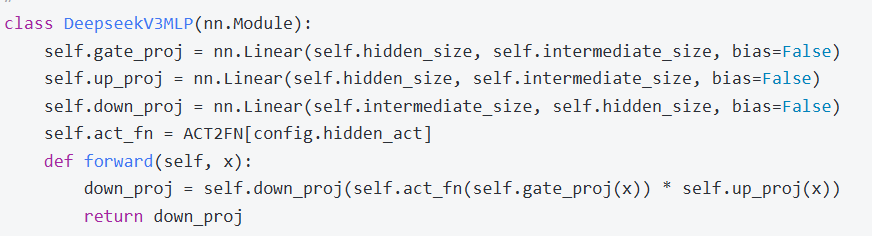 class DeepseekV3MLP(nn.Module):
    self.gate_proj = nn.Linear(self.hidden_size, self.intermediate_size, bias=False)
    self.up_proj = nn.Linear(self.hidden_size, self.intermediate_size, bias=False)
    self.down_proj = nn.Linear(self.intermediate_size, self.hidden_size, bias=False)
    self.act_fn = ACT2FN[config.hidden_act]
    def forward(self, x):
        down_proj = self.down_proj(self.act_fn(self.gate_proj(x)) * self.up_proj(x))
        return down_proj